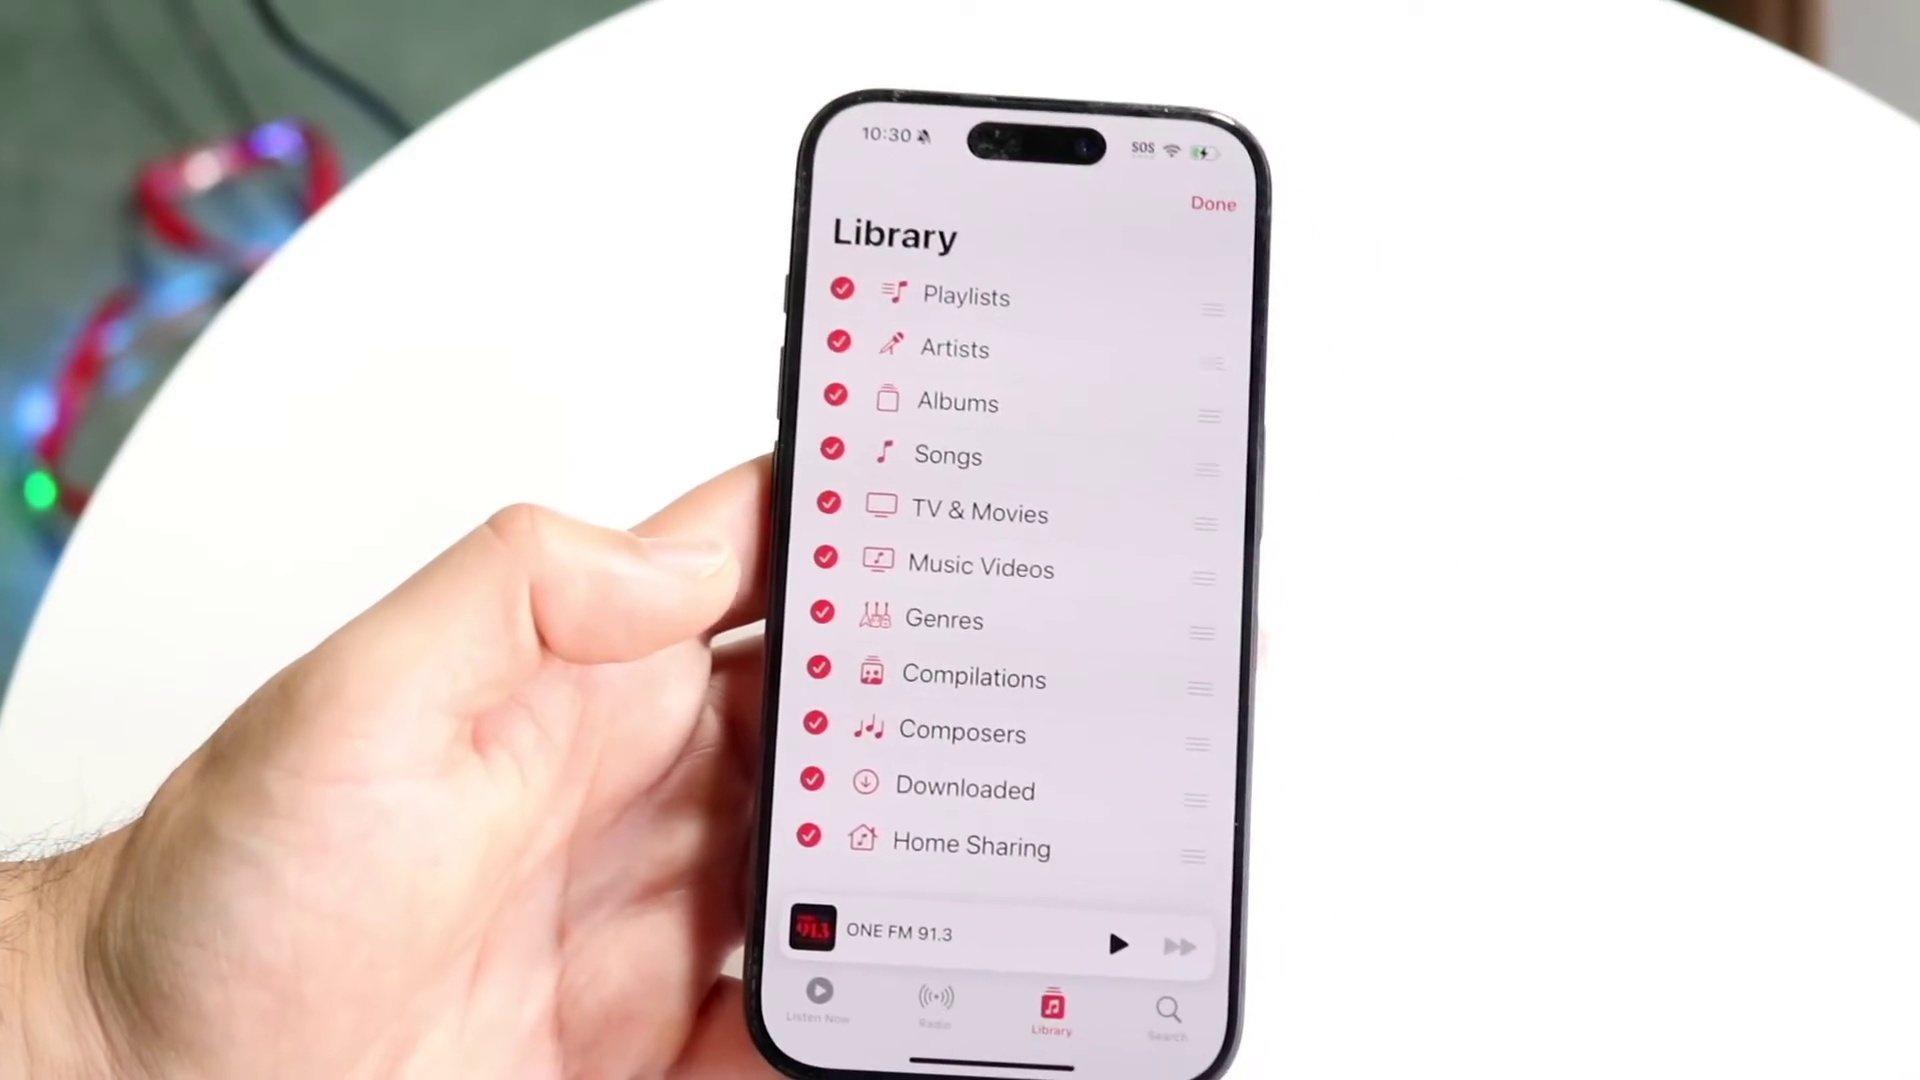 10:30
SOS
Done
Library
Playlists
Artists
Albums
Songs
TV & Movies
Music Videos
Genres
Compilations
Composers
Downloaded
Home Sharing
91.3
ONE FM 91.3
Listen Now
Radio
Library
Search